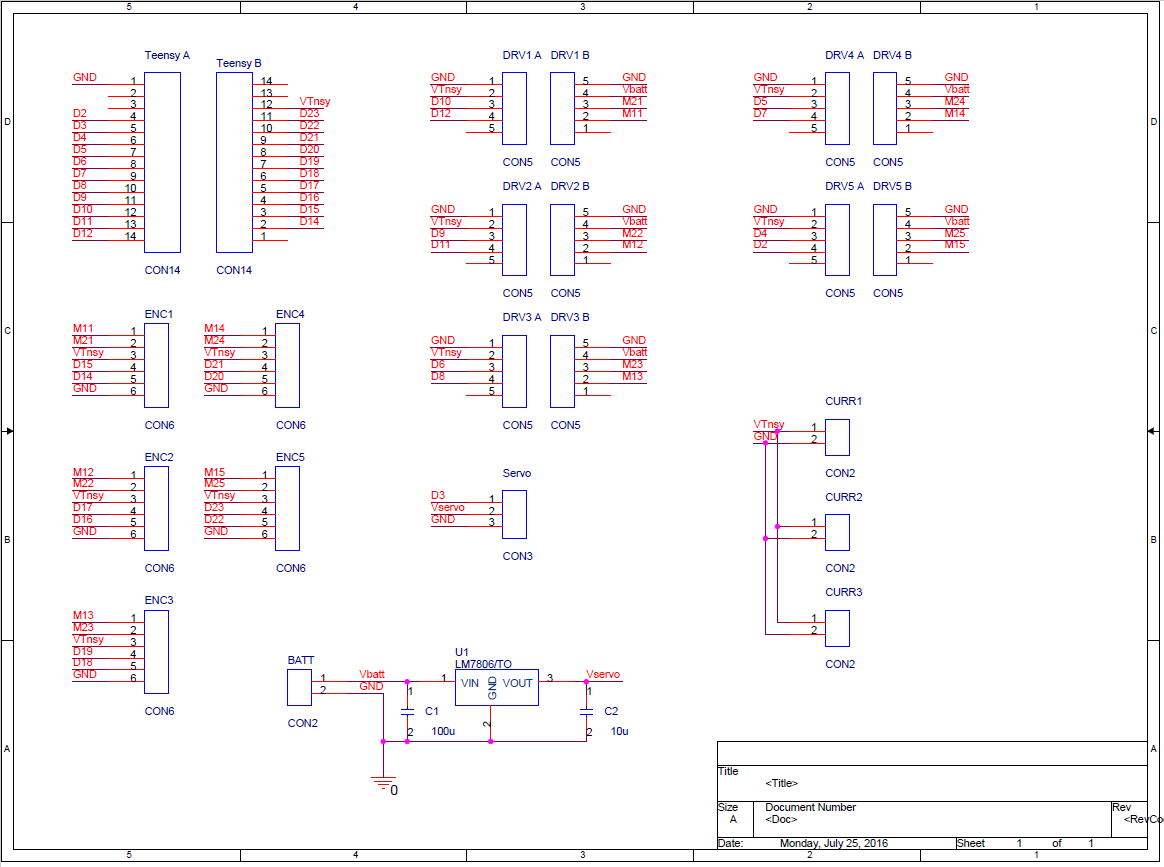 5 4 3 2 1
D
C
B
A
Teensy A
GND
1
2
3
D2 4
D3 5
D4 6
D5 7
D6 8
D7 9
D8 10
D9 11
D10 12
D11 13
D12 14
CON14
Teensy B
14
13
12 VTnsy
11 D23
10 D22
9 D21
8 D20
7 D19
6 D18
5 D17
4 D16
3 D15
2 D14
1
CON14
DRV1 A DRV1 B
GND 1 5 GND
VTnsy 2 4 Vbatt
D10 3 3 M21
D12 4 2 M11
5 1
CON5 CON5
DRV4 A DRV4 B
GND 1 5 GND
VTnsy 2 4 Vbatt
D5 3 3 M24
D7 4 2 M14
5 1
CON5 CON5
DRV2 A DRV2 B
GND 1 5 GND
VTnsy 2 4 Vbatt
D9 3 3 M22
D11 4 2 M12
5 1
CON5 CON5
DRV5 A DRV5 B
GND 1 5 GND
VTnsy 2 4 Vbatt
D4 3 3 M25
D2 4 2 M15
5 1
CON5 CON5
DRV3 A DRV3 B
GND 1 5 GND
VTnsy 2 4 Vbatt
D6 3 3 M23
D8 4 2 M13
5 1
CON5 CON5
ENC1
M11 1
M21 2
VTnsy 3
D15 4
D14 5
GND 6
CON6
ENC4
M14 1
M24 2
VTnsy 3
D21 4
D20 5
GND 6
CON6
ENC2
M12 1
M22 2
VTnsy 3
D17 4
D16 5
GND 6
CON6
ENC5
M15 1
M25 2
VTnsy 3
D23 4
D22 5
GND 6
CON6
ENC3
M13 1
M23 2
VTnsy 3
D19 4
D18 5
GND 6
CON6
Servo
D3 1
Vservo 2
GND 3
CON3
CURR1
VTnsy 1
GND 2
CON2
CURR2
1
2
CON2
CURR3
1
2
CON2
BATT
1 Vbatt
2 GND
CON2
U1
LM7806/TO
1 VIN GND VOUT 3
2
Vservo
1
C1
2 100u
1
C2
2 10u
0
Title
<Title>
Size Document Number Rev
A <Doc> <RevCo
Date: Monday, July 25, 2016 Sheet 1 of 1
D
C
B
A
5 4 3 2 1